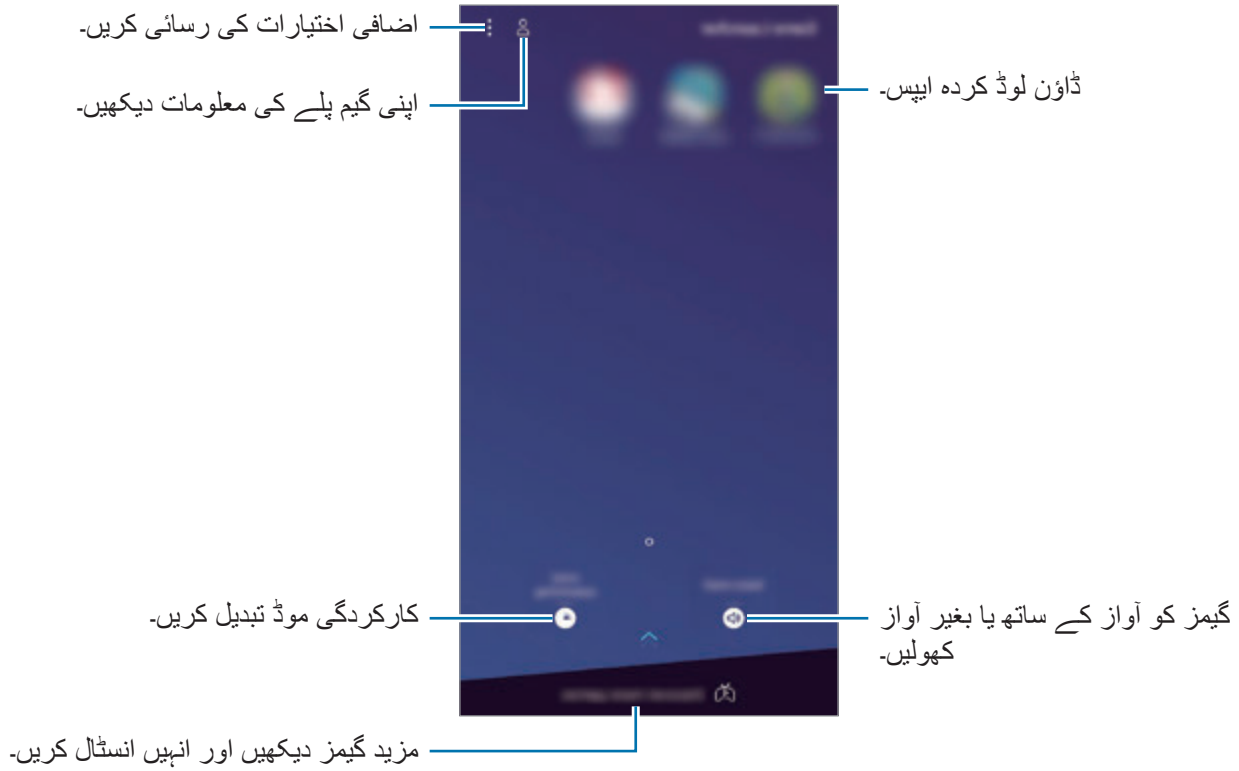 اضافی اختیارات کی رسائی کریں۔
اپنی گیم پلے کی معلومات دیکھیں۔
ڈاؤن لوڈ کردہ ایپس۔
کارکردگی موڈ تبدیل کریں۔
گیمز کو آواز کے ساتھ یا بغیر آواز
کھولیں۔
مزید گیمز دیکھیں اور انہیں انسٹال کریں۔